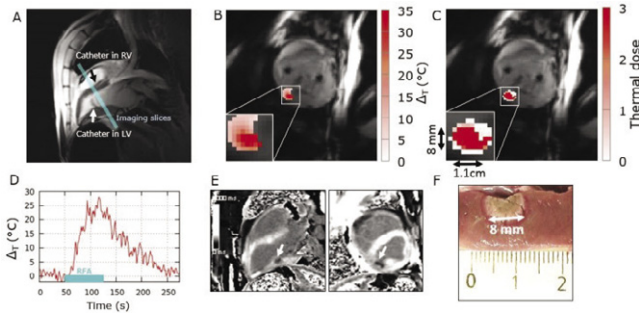 A
Catheter in RV
Imaging slices
Catheter in LV
B
35
30
25
20
15
10
5
0
ΔT (°C)
C
3
2
1
0
Thermal dose
8 mm
1.1cm
D
30
25
20
15
10
5
0
ΔT (°C)
RFA
0 50 100 150 200 250
Time (s)
E
F
8 mm
0 1 2